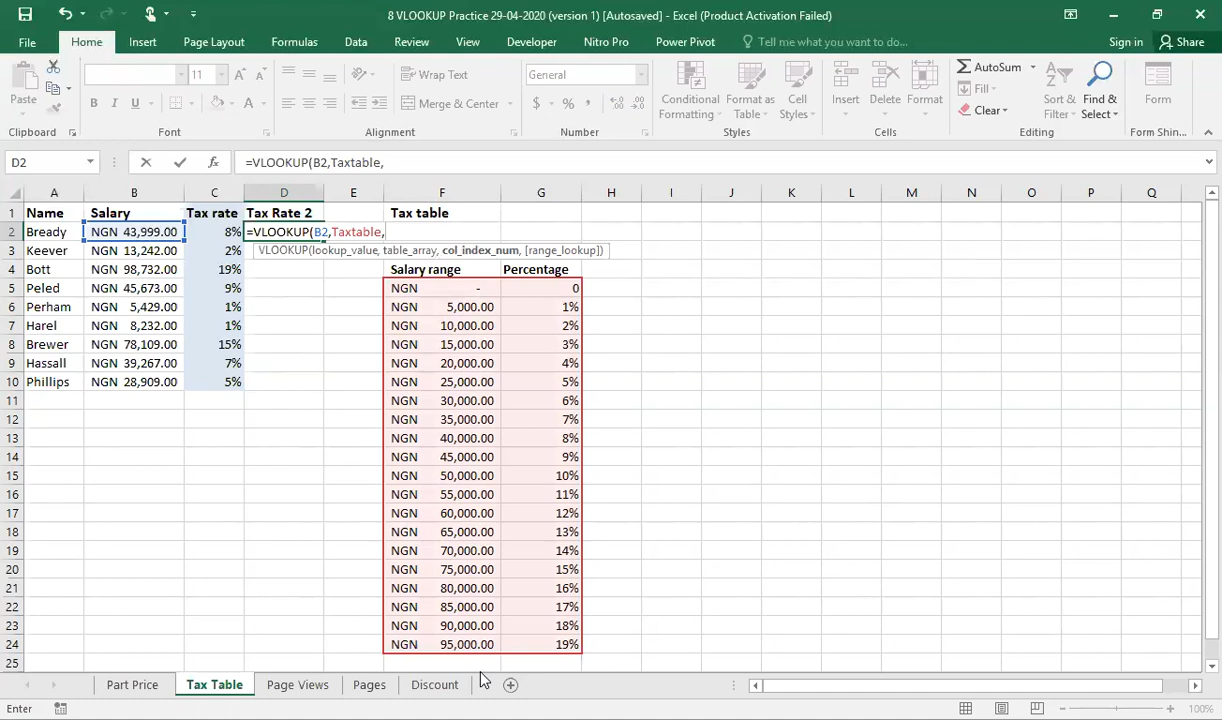 8 VLOOKUP Practice 29-04-2020 (version 1) [Autosaved] - Excel (Product Activation Failed)
File Home Insert Page Layout Formulas Data Review View Developer Nitro Pro Power Pivot Tell me what you want to do... Sign in Share
Paste 11 A A Wrap Text General Conditional Formatting Format as Table Cell Styles Insert Delete Format AutoSum Sort & Filter Find & Select Form
B I U A Merge & Center $ % , Fill Clear
Clipboard Font Alignment Number Styles Cells Editing Form Shin...
D2 fx =VLOOKUP(B2,Taxtable,
A B C D E F G H I J K L M N O P Q
1 Name Salary Tax rate Tax Rate 2 Tax table
2 Bready NGN 43,999.00 8% =VLOOKUP(B2,Taxtable,
3 Keever NGN 13,242.00 2% VLOOKUP(lookup_value, table_array, col_index_num, [range_lookup])
4 Bott NGN 98,732.00 19% Salary range Percentage
5 Peled NGN 45,673.00 9% NGN - 0
6 Perham NGN 5,429.00 1% NGN 5,000.00 1%
7 Harel NGN 8,232.00 1% NGN 10,000.00 2%
8 Brewer NGN 78,109.00 15% NGN 15,000.00 3%
9 Hassall NGN 39,267.00 7% NGN 20,000.00 4%
10 Phillips NGN 28,909.00 5% NGN 25,000.00 5%
11 NGN 30,000.00 6%
12 NGN 35,000.00 7%
13 NGN 40,000.00 8%
14 NGN 45,000.00 9%
15 NGN 50,000.00 10%
16 NGN 55,000.00 11%
17 NGN 60,000.00 12%
18 NGN 65,000.00 13%
19 NGN 70,000.00 14%
20 NGN 75,000.00 15%
21 NGN 80,000.00 16%
22 NGN 85,000.00 17%
23 NGN 90,000.00 18%
24 NGN 95,000.00 19%
25
Part Price Tax Table Page Views Pages Discount
Enter 100%